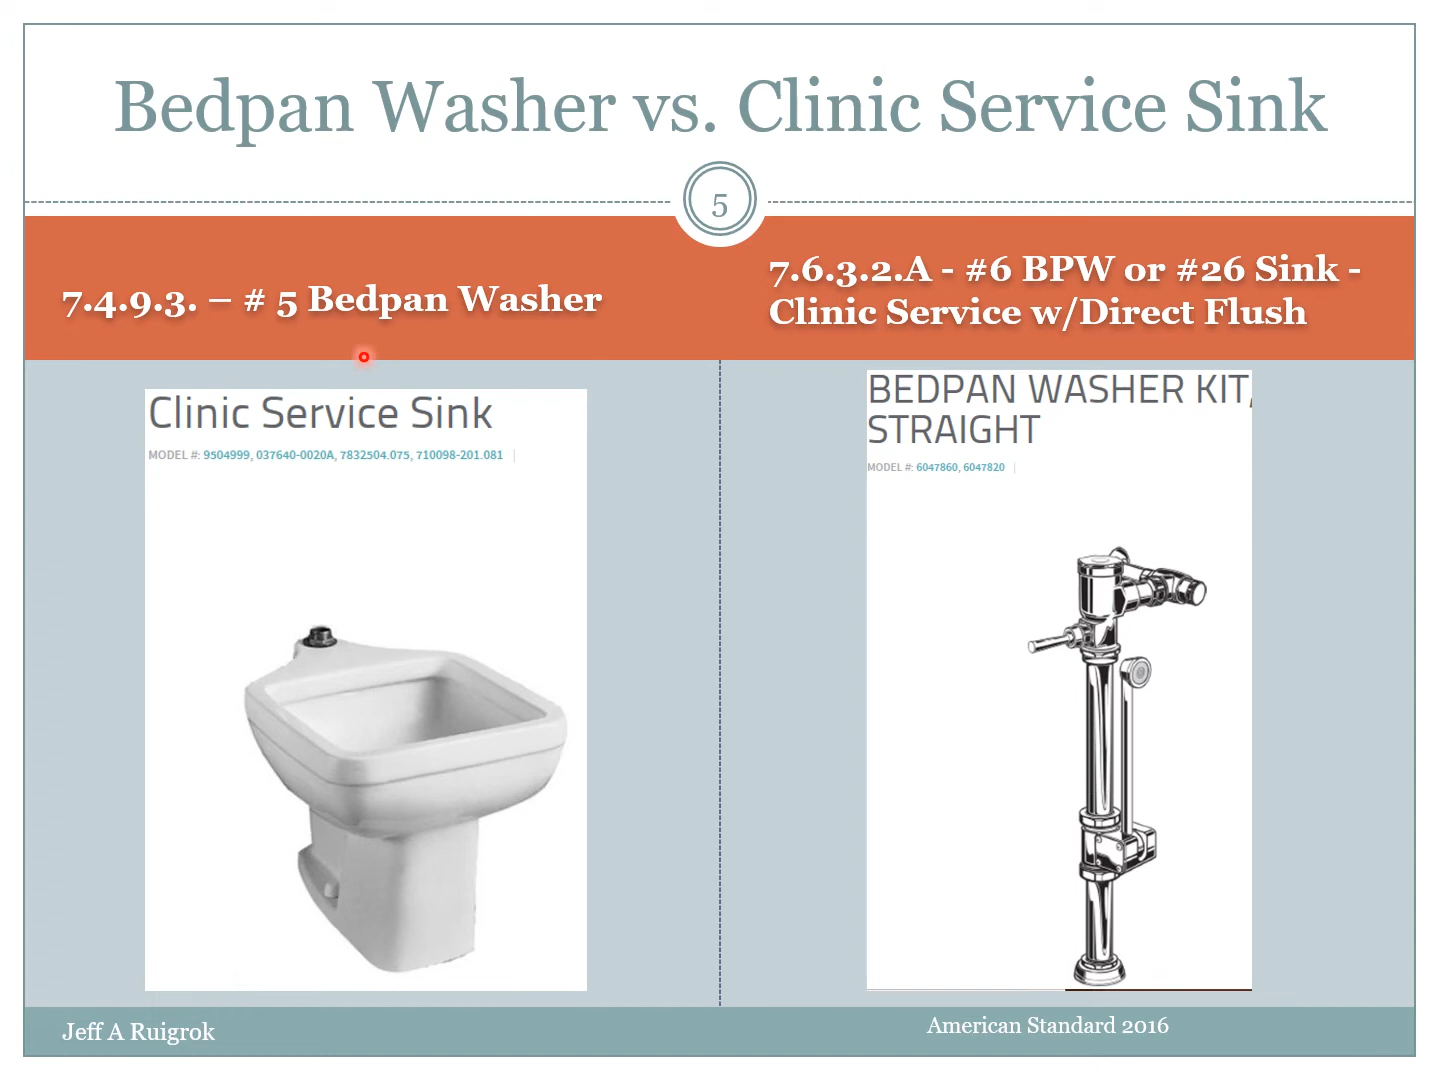 Bedpan Washer vs. Clinic Service Sink
5
7.4.9.3. – # 5 Bedpan Washer
7.6.3.2.A - #6 BPW or #26 Sink -
Clinic Service w/Direct Flush
Clinic Service Sink
MODEL #: 9504999, 037640-0020A, 7832504.075, 710098-201.081
BEDPAN WASHER KIT,
STRAIGHT
MODEL #: 6047860, 6047820
Jeff A Ruigrok
American Standard 2016